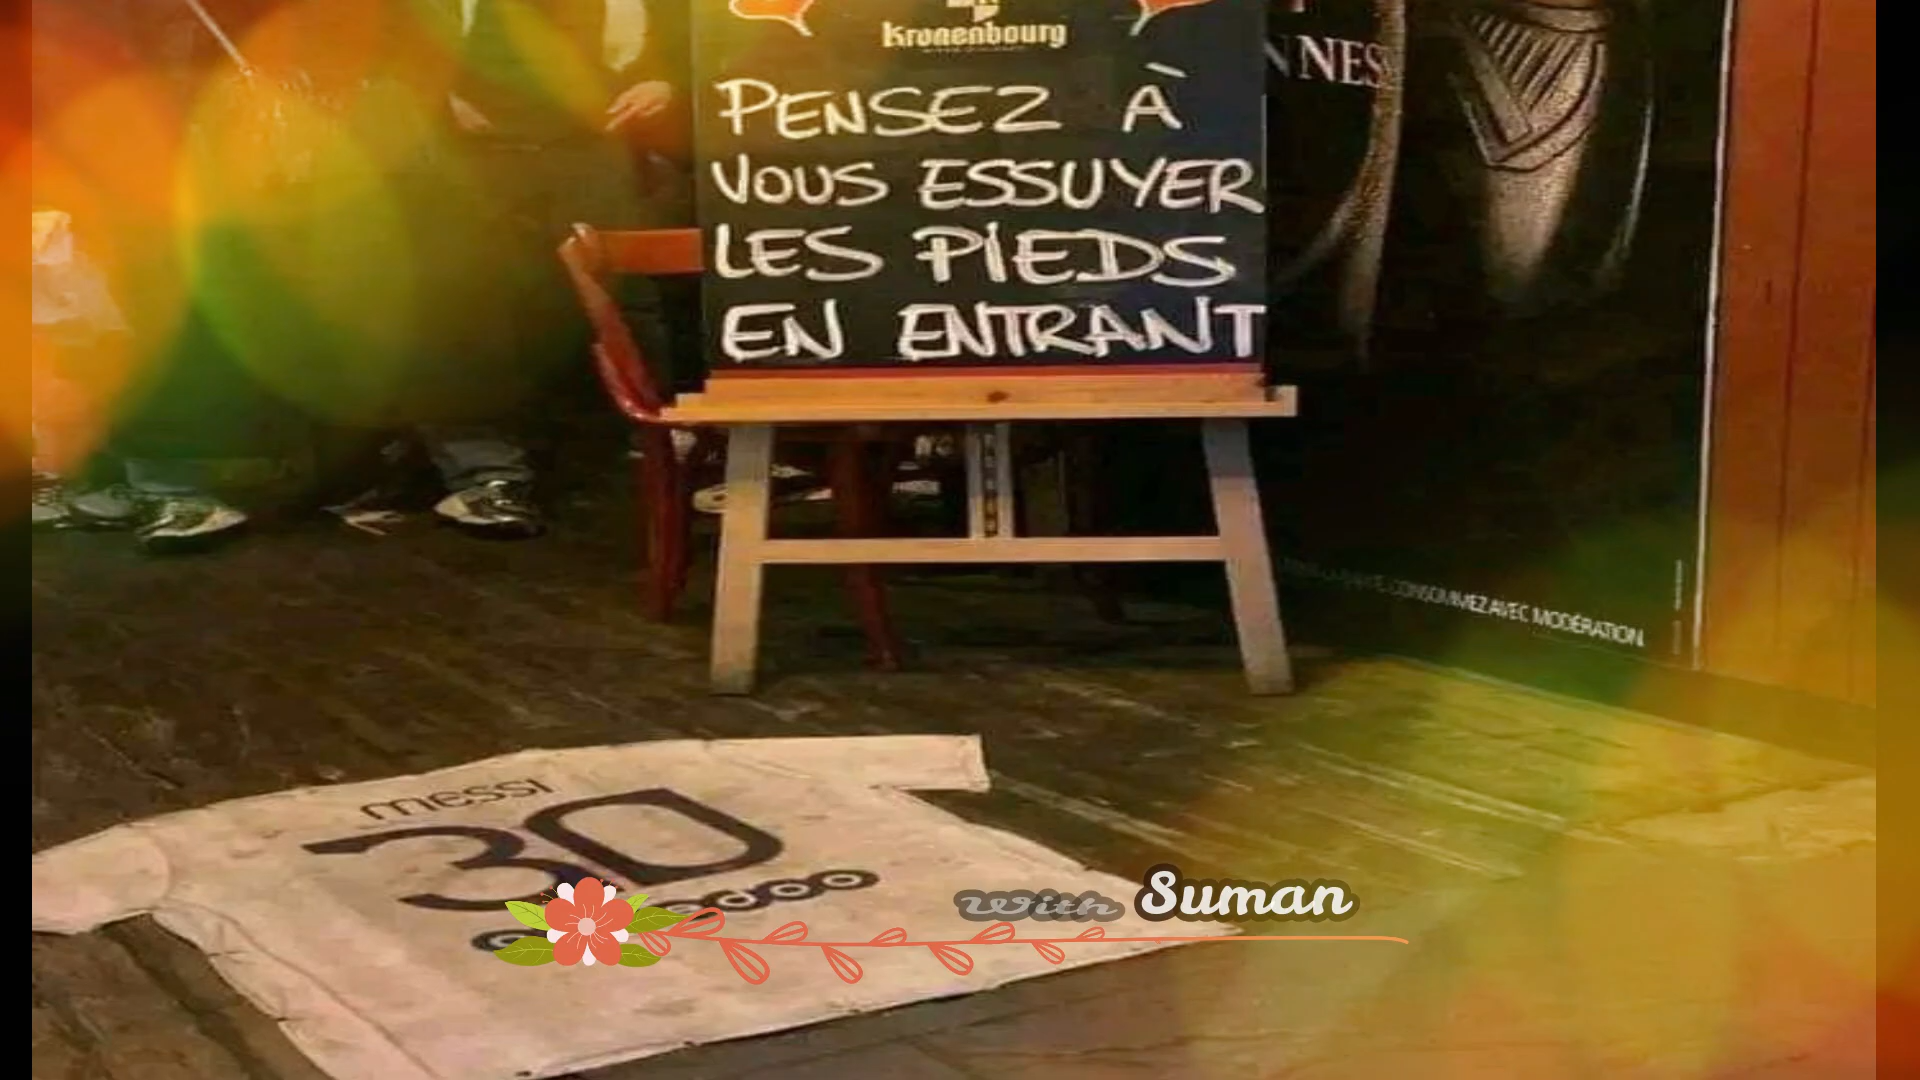 Kronenbourg
PENSEZ À
VOUS ESSUYER
LES PIEDS
EN ENTRANT
NNES
CONSOMMEZ AVEC MODÉRATION.
messi
30
With Suman